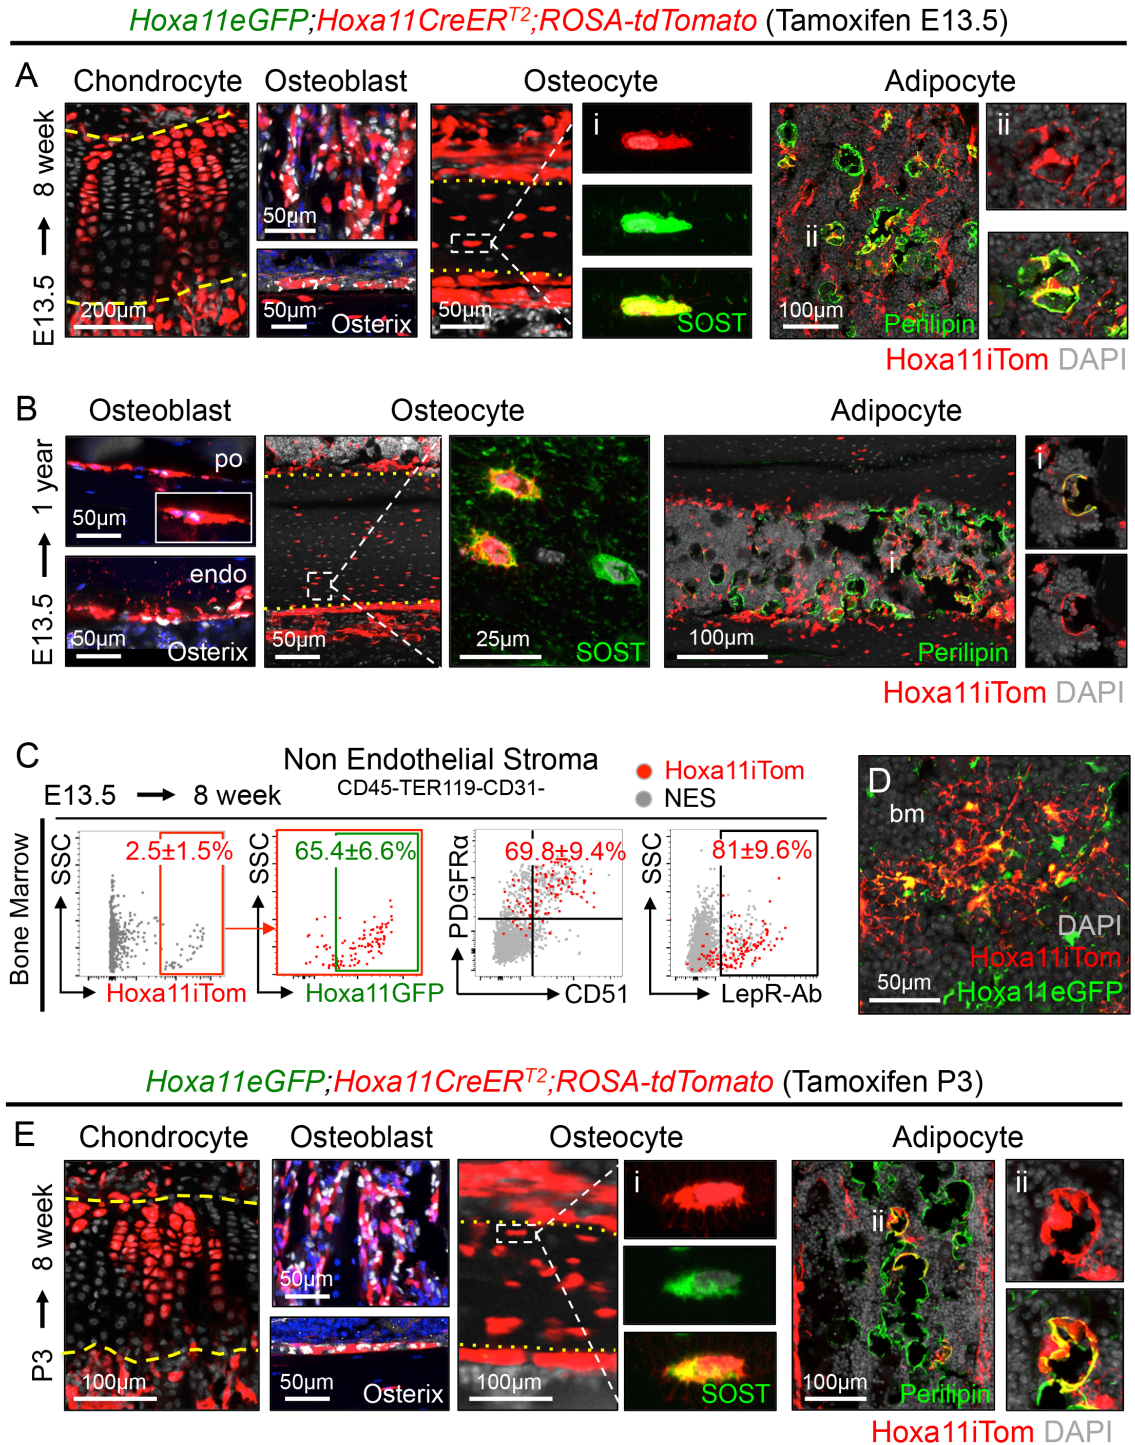 Hoxa11eGFP;Hoxa11CreER^T2;ROSA-tdTomato (Tamoxifen E13.5)
A
Chondrocyte
Osteoblast
Osteocyte
Adipocyte
E13.5 → 8 week
200µm
50µm
50µm
Osterix
50µm
i
SOST
ii
100µm
Perilipin
ii
Hoxa11iTom DAPI
B
Osteoblast
Osteocyte
Adipocyte
E13.5 → 1 year
po
50µm
endo
50µm
Osterix
50µm
25µm
SOST
i
100µm
Perilipin
i
Hoxa11iTom DAPI
C
Non Endothelial Stroma
CD45-TER119-CD31-
Hoxa11iTom
NES
E13.5 → 8 week
Bone Marrow
SSC
2.5±1.5%
Hoxa11iTom
SSC
65.4±6.6%
Hoxa11GFP
PDGFRα
69.8±9.4%
CD51
SSC
81±9.6%
LepR-Ab
D
bm
DAPI
Hoxa11iTom
50µm
Hoxa11eGFP
Hoxa11eGFP;Hoxa11CreER^T2;ROSA-tdTomato (Tamoxifen P3)
E
Chondrocyte
Osteoblast
Osteocyte
Adipocyte
P3 → 8 week
100µm
50µm
50µm
Osterix
100µm
i
SOST
ii
100µm
Perilipin
ii
Hoxa11iTom DAPI